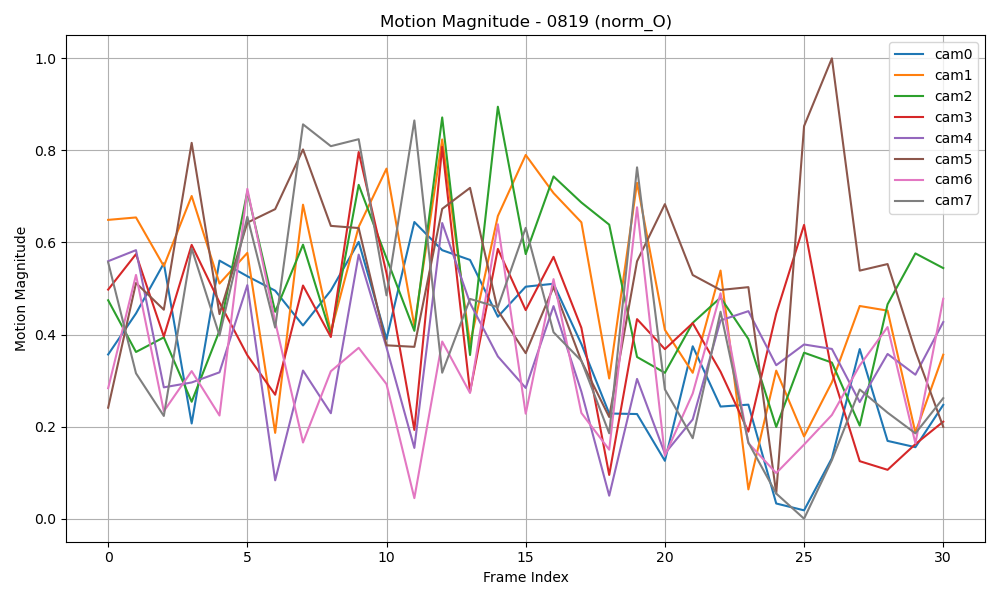 Motion Magnitude - 0819 (norm_O)
1.0
0.8
0.6
0.4
0.2
0.0
Motion Magnitude
0
5
10
15
20
25
30
Frame Index
cam0
cam1
cam2
cam3
cam4
cam5
cam6
cam7